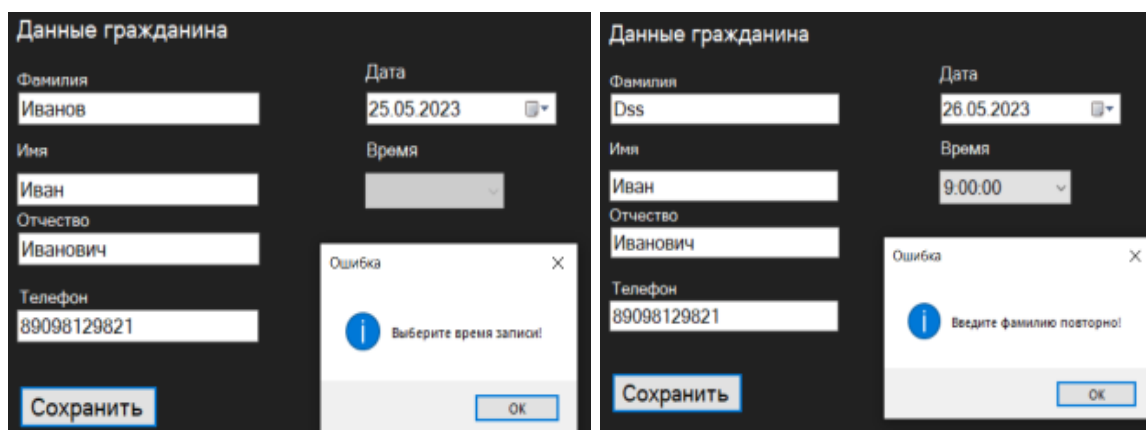 Данные гражданина
Фамилия
Иванов
Имя
Иван
Отчество
Иванович
Телефон
89098129821
Сохранить
Дата
25.05.2023
Время
Ошибка
Выберите время записи!
ОК
Данные гражданина
Фамилия
Dss
Имя
Иван
Отчество
Иванович
Телефон
89098129821
Сохранить
Дата
26.05.2023
Время
9:00:00
Ошибка
Введите фамилию повторно!
ОК